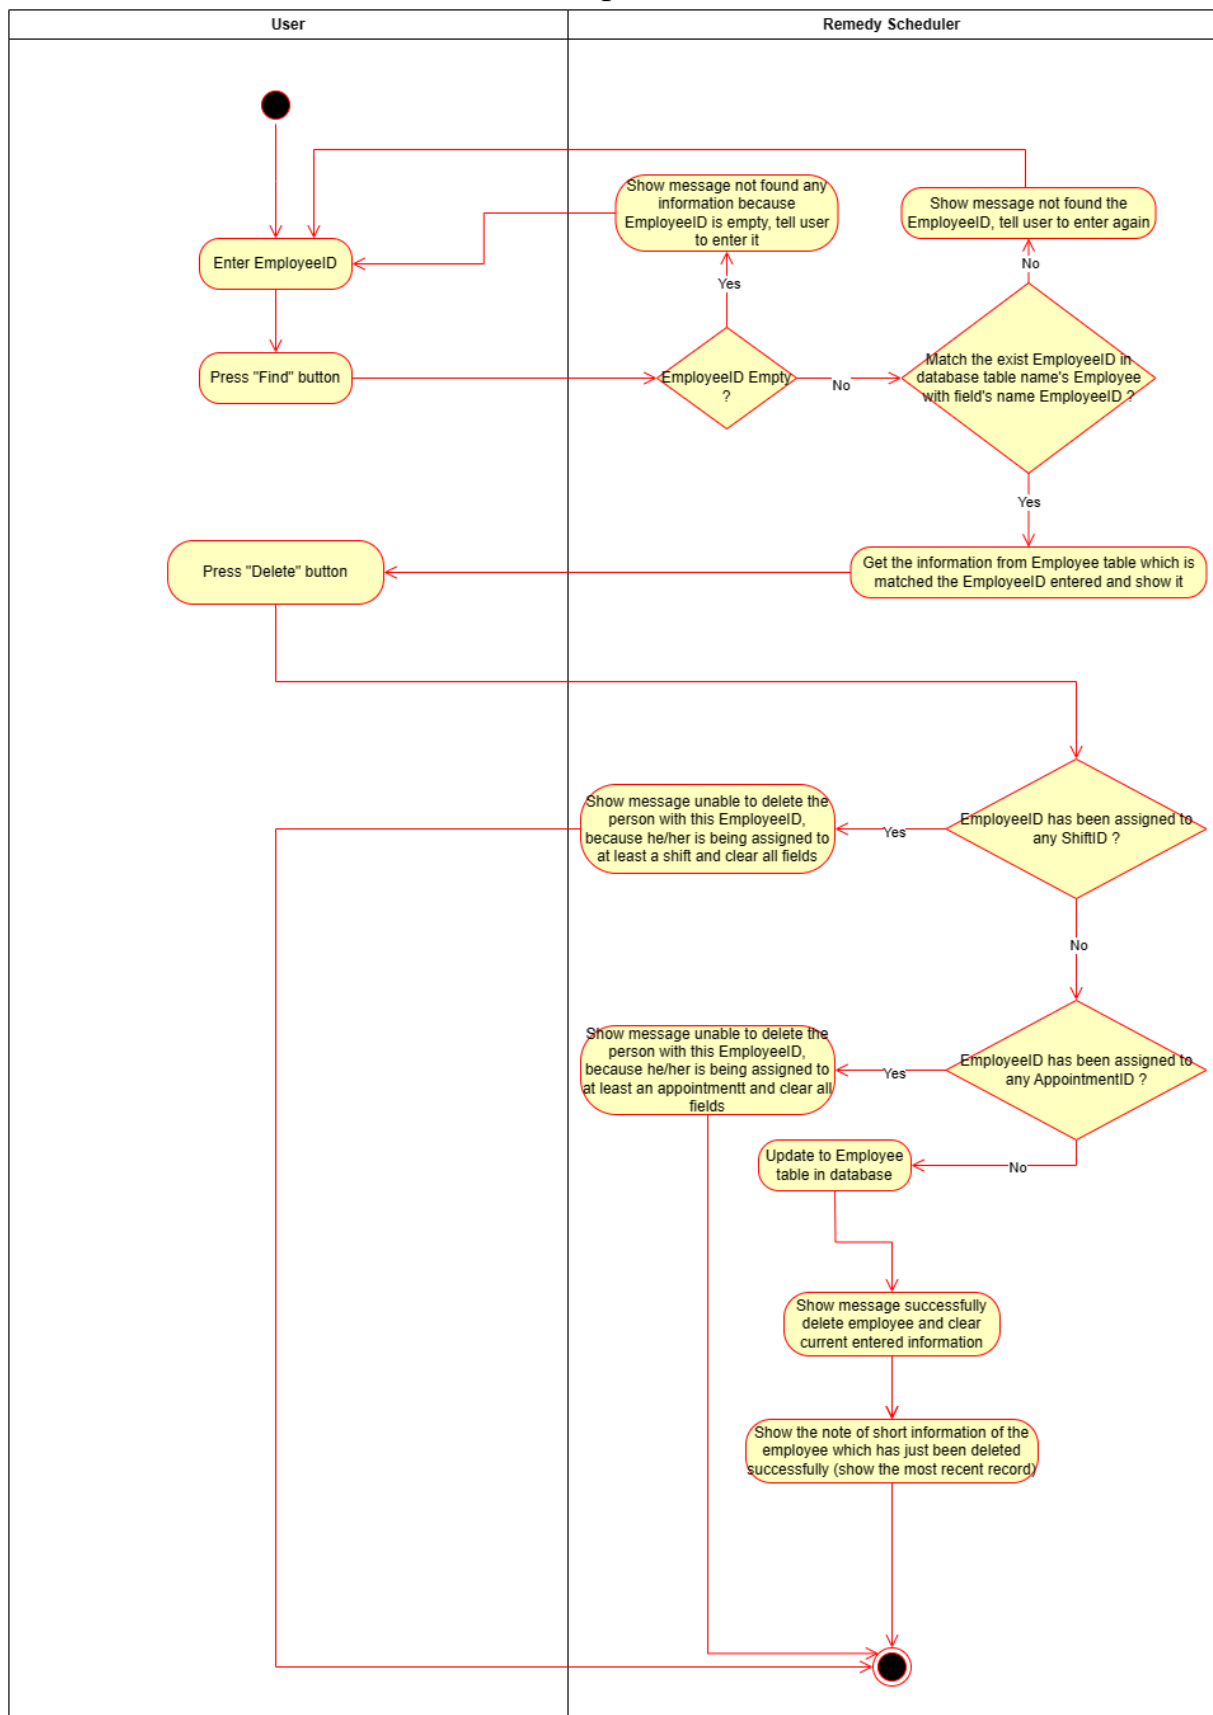 User
Remedy Scheduler
Show message not found any
information because
EmployeeID is empty, tell user
to enter it
Show message not found the
EmployeeID, tell user to enter again
Enter EmployeeID
No
Yes
Press "Find" button
EmployeeID Empty
?
No
Match the exist EmployeeID in
database table name's Employee
with field's name EmployeeID ?
Yes
Press "Delete" button
Get the information from Employee table which is
matched the EmployeeID entered and show it
Show message unable to delete the
person with this EmployeeID,
because he/her is being assigned to
at least a shift and clear all fields
Yes
EmployeeID has been assigned to
any ShiftID ?
No
Show message unable to delete the
person with this EmployeeID,
because he/her is being assigned to
at least an appointmentt and clear all
fields
Yes
EmployeeID has been assigned to
any AppointmentID ?
Update to Employee
table in database
No
Show message successfully
delete employee and clear
current entered information
Show the note of short information of the
employee which has just been deleted
successfully (show the most recent record)